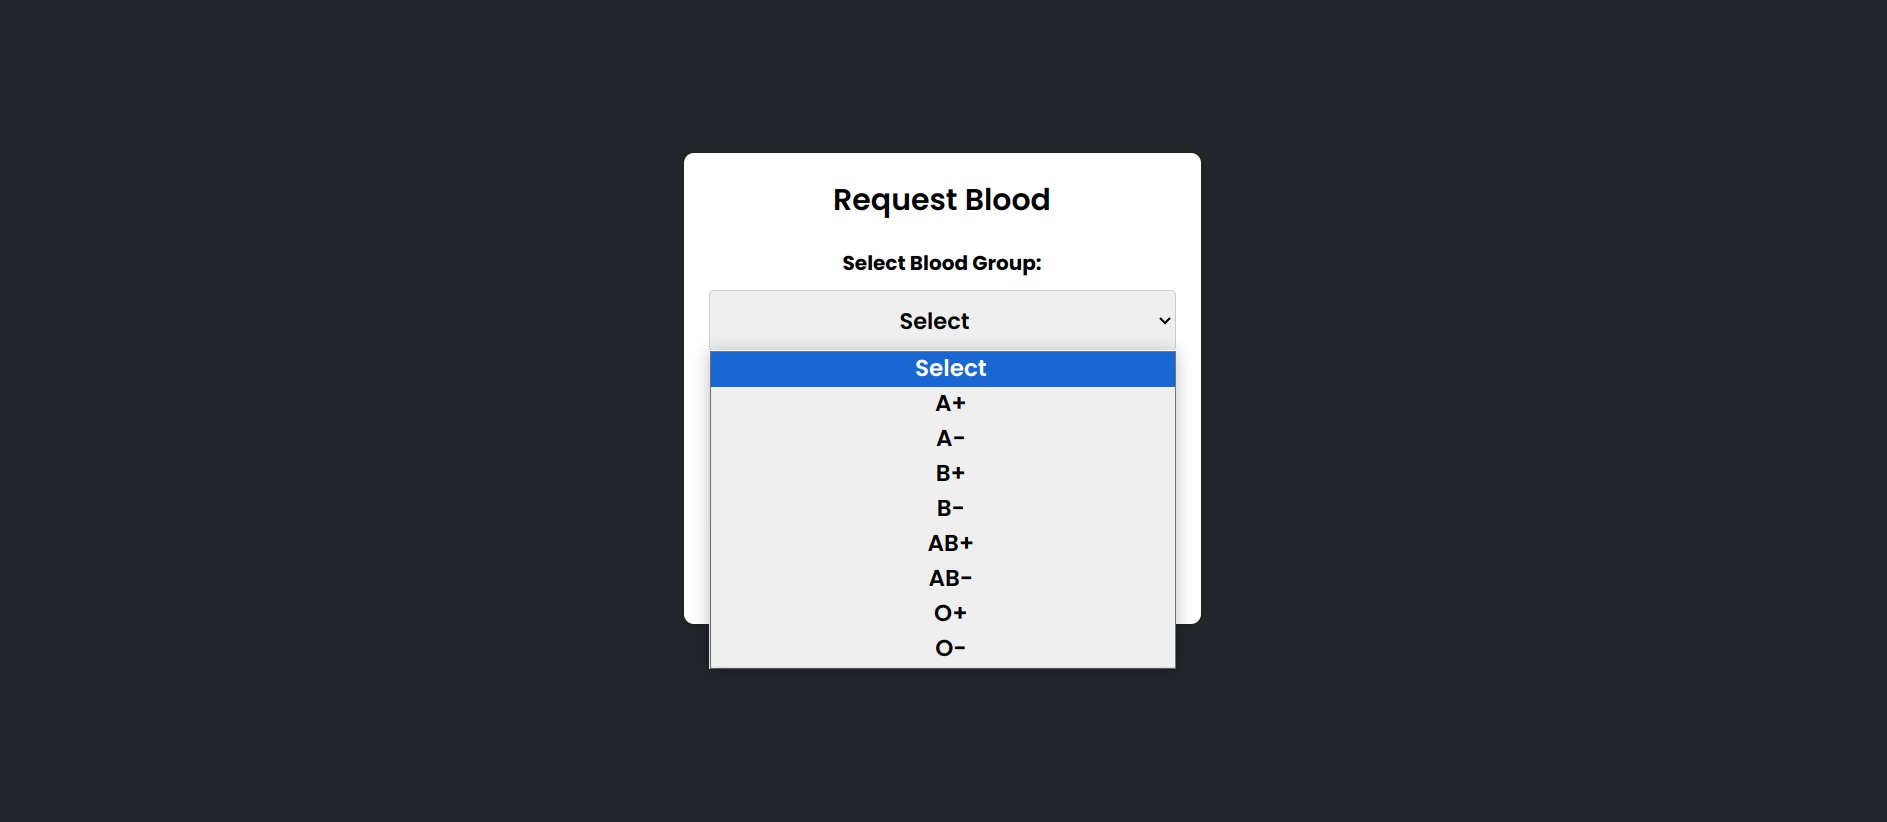 Request Blood
Select Blood Group:
Select
Select
A+
A-
B+
B-
AB+
AB-
O+
O-